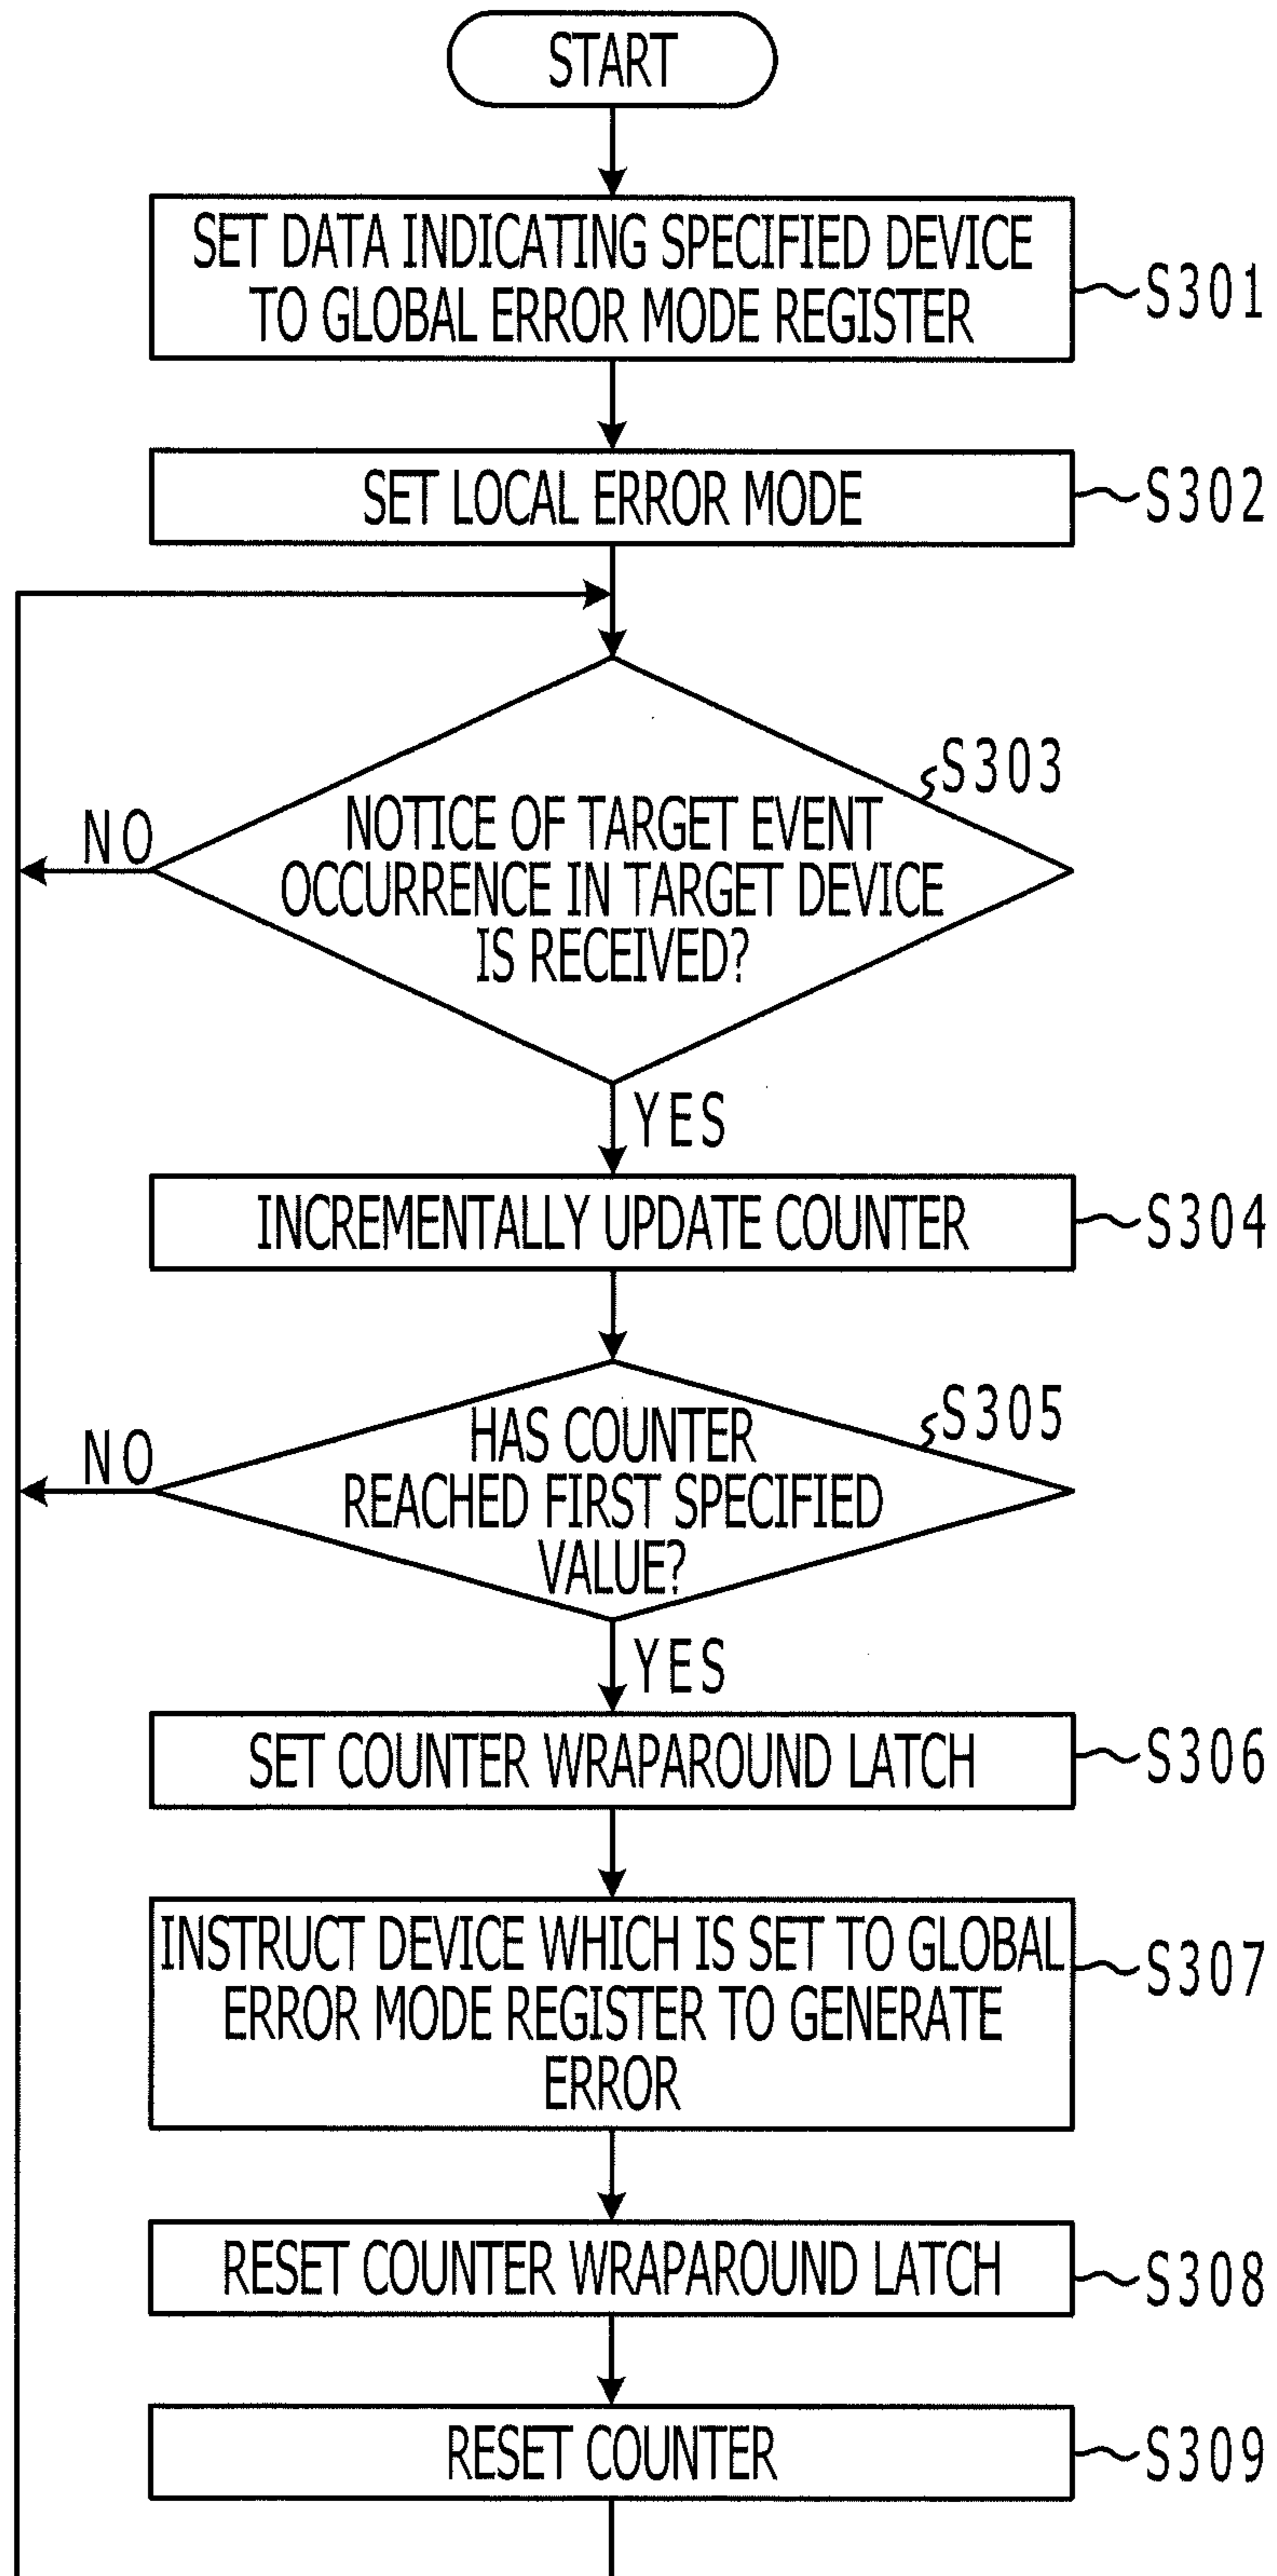 START
SET DATA INDICATING SPECIFIED DEVICE
TO GLOBAL ERROR MODE REGISTER
S301
SET LOCAL ERROR MODE
S302
S303
NOTICE OF TARGET EVENT
OCCURRENCE IN TARGET DEVICE
IS RECEIVED?
NO
YES
INCREMENTALLY UPDATE COUNTER
S304
S305
HAS COUNTER
REACHED FIRST SPECIFIED
VALUE?
NO
YES
SET COUNTER WRAPAROUND LATCH
S306
INSTRUCT DEVICE WHICH IS SET TO GLOBAL
ERROR MODE REGISTER TO GENERATE
ERROR
S307
RESET COUNTER WRAPAROUND LATCH
S308
RESET COUNTER
S309